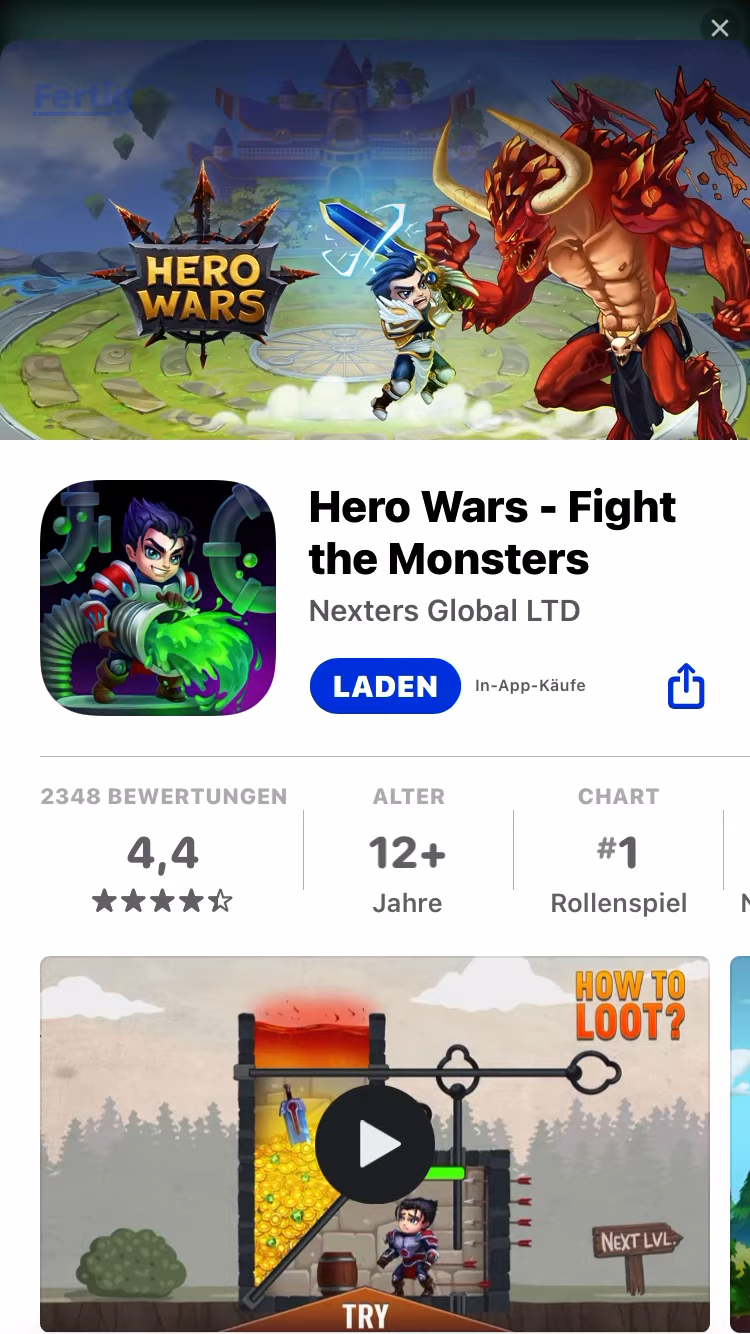 Fertig
HERO
WARS
Hero Wars - Fight
the Monsters
Nexters Global LTD
LADEN
In-App-Käufe
2348 BEWERTUNGEN
ALTER
CHART
4,4
12+
#1
Jahre
Rollenspiel
N
HOW TO
LOOT?
NEXT LVL.
TRY